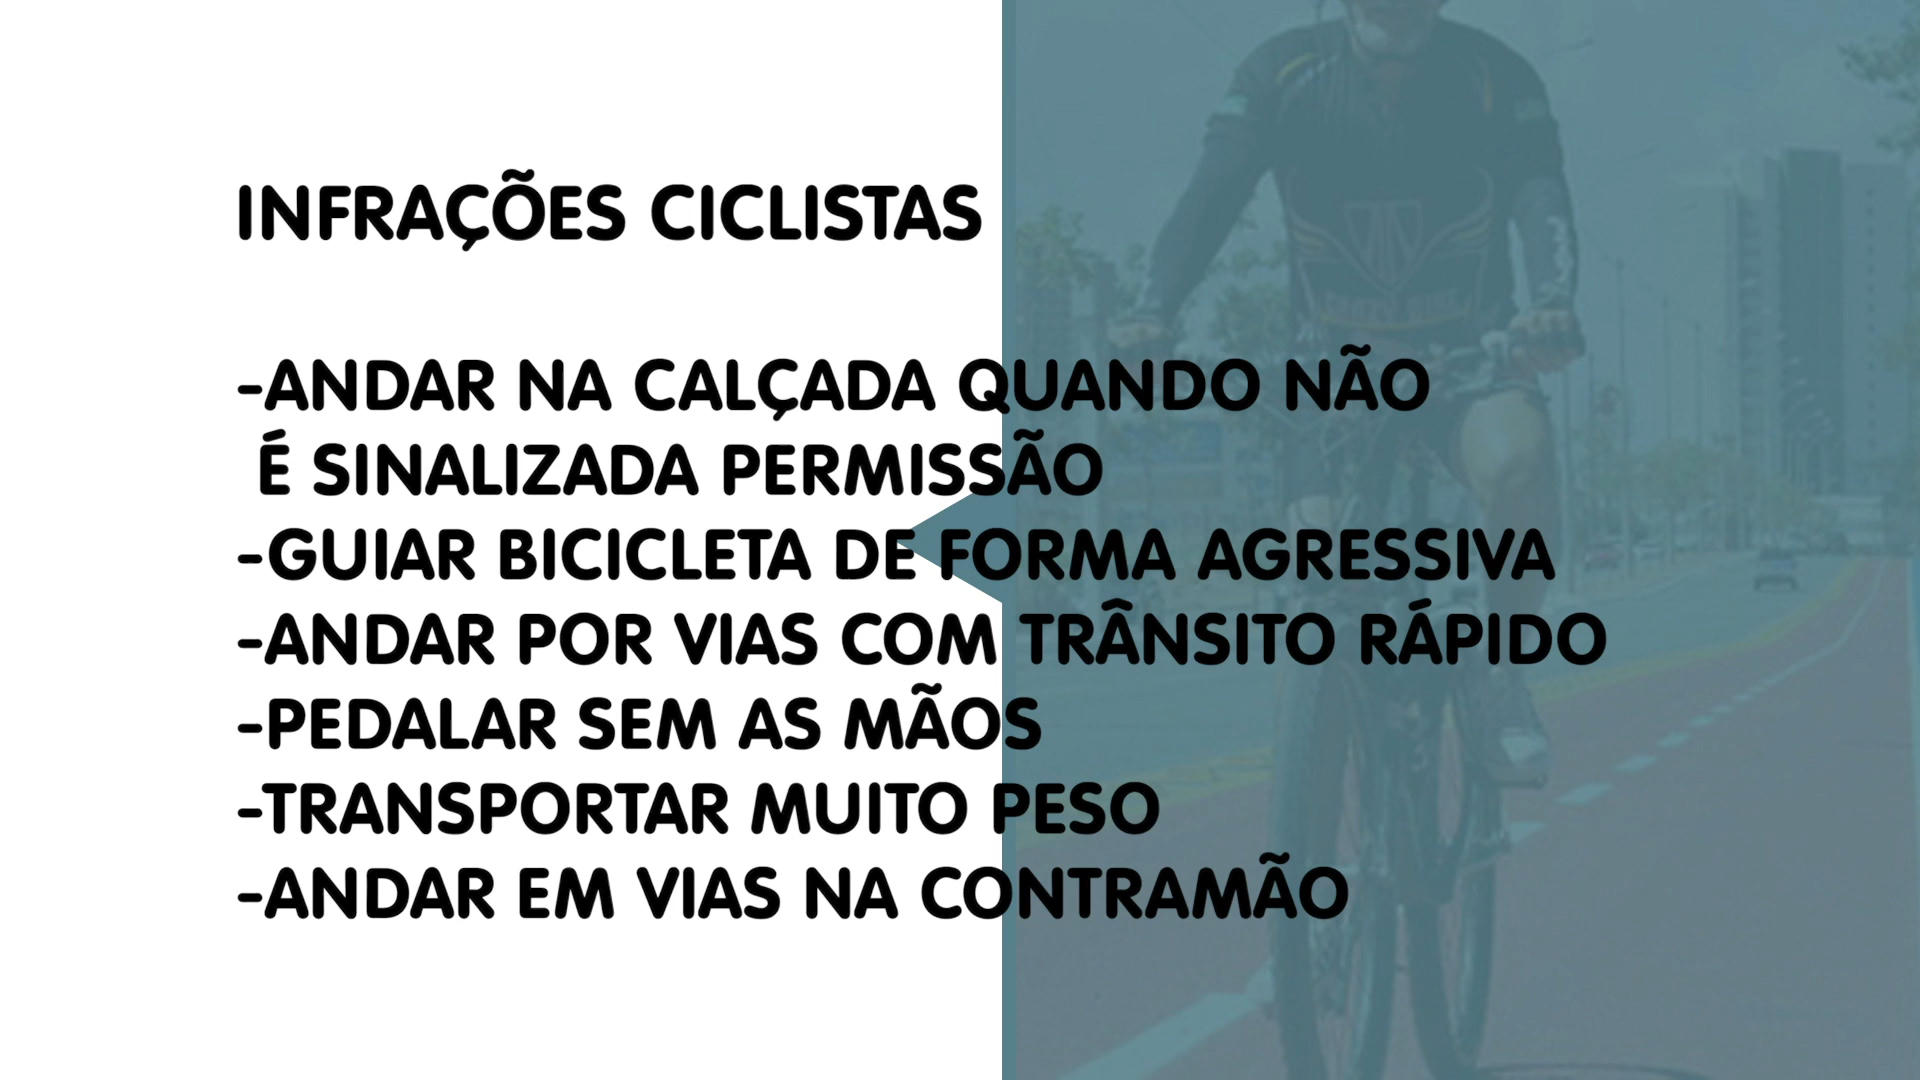 INFRAÇÕES CICLISTAS
-ANDAR NA CALÇADA QUANDO NÃO
É SINALIZADA PERMISSÃO
-GUIAR BICICLETA DE FORMA AGRESSIVA
-ANDAR POR VIAS COM TRÂNSITO RÁPIDO
-PEDALAR SEM AS MÃOS
-TRANSPORTAR MUITO PESO
-ANDAR EM VIAS NA CONTRAMÃO